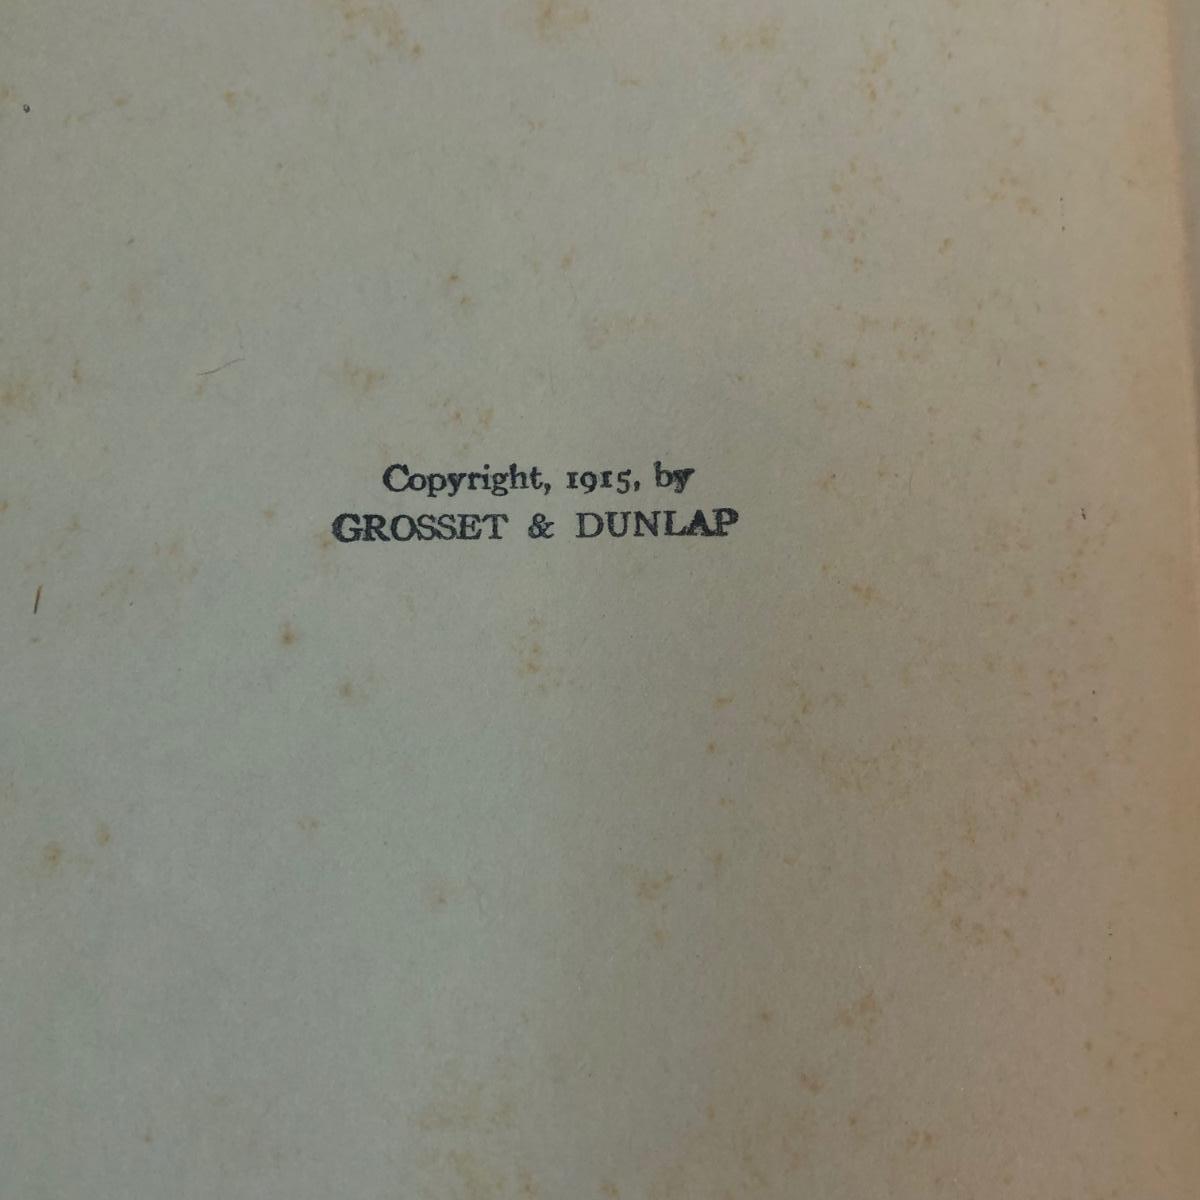 Copyright, 1915, by
GROSSET & DUNLAP